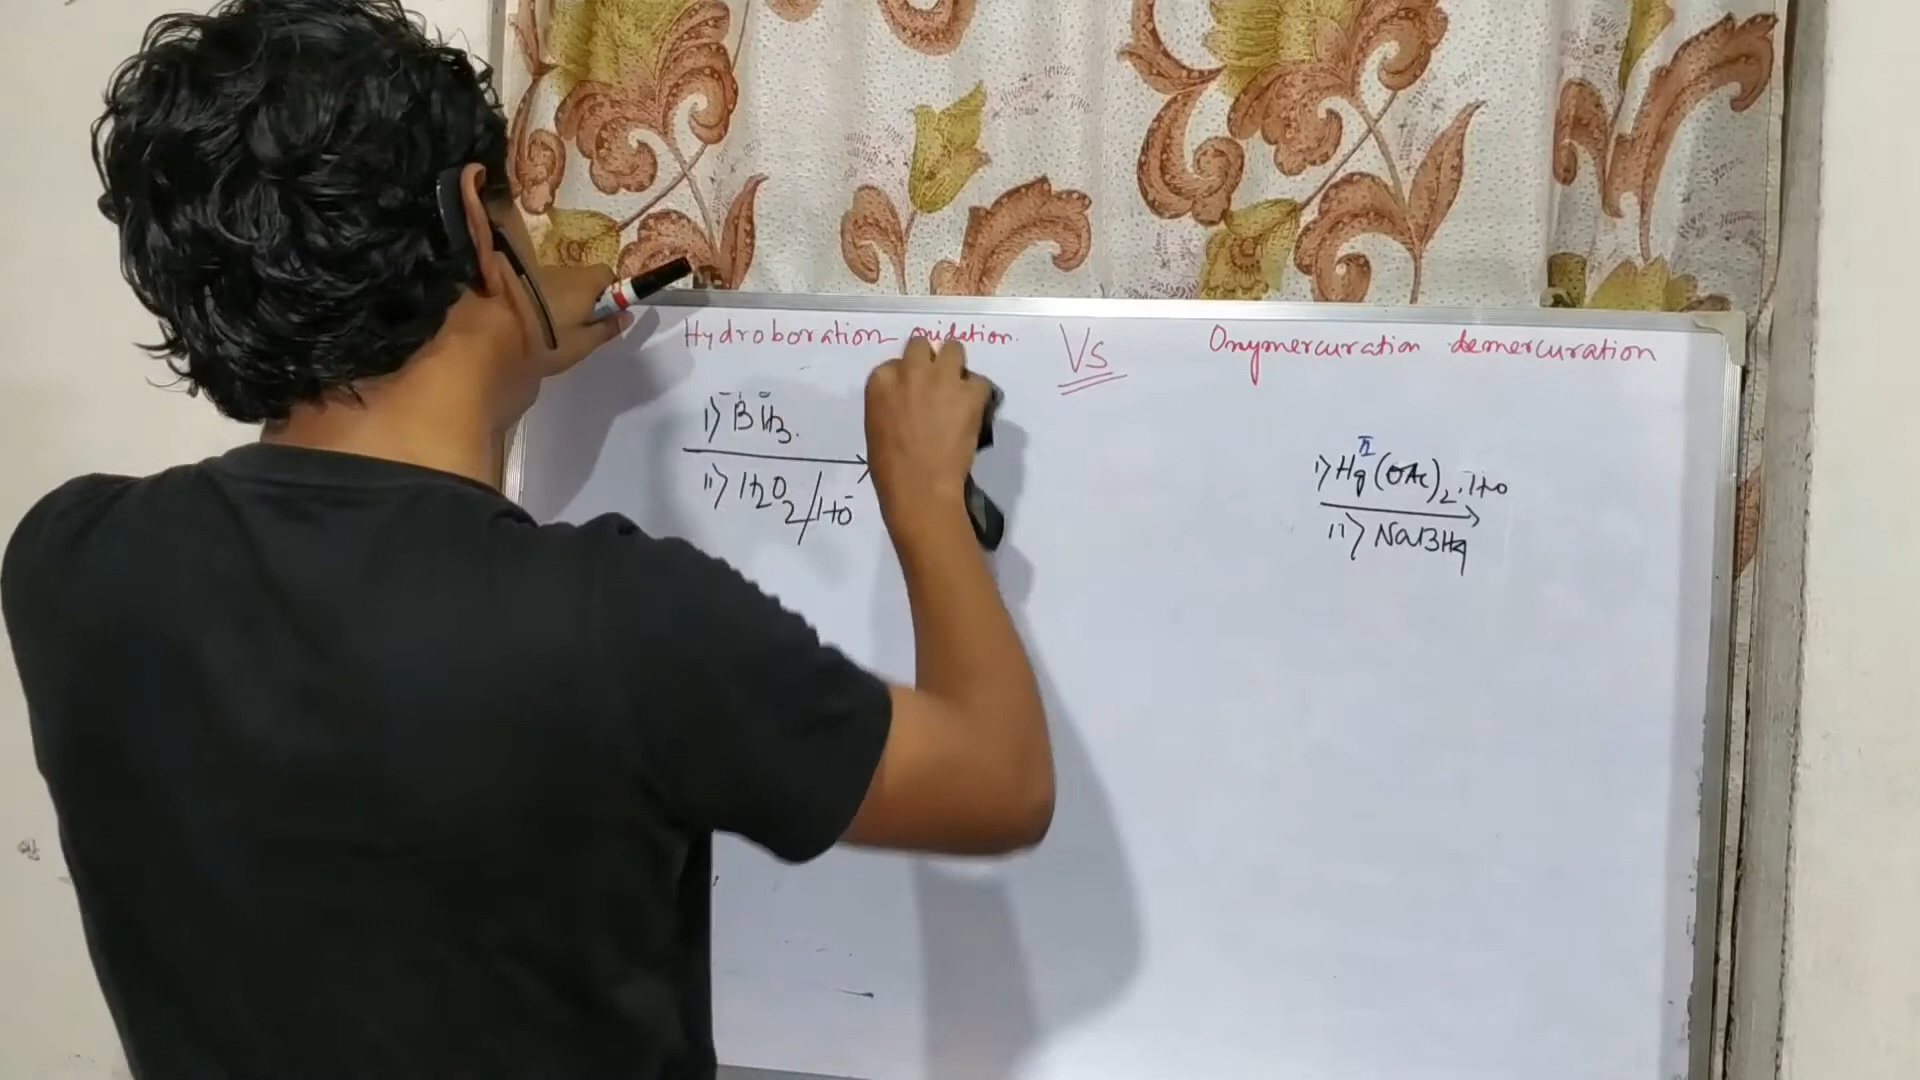 Hydroboration oxidation.
Vs
Oxymercuration demercuration
i) BH3.
ii) H2O2/HO-
II
i) Hg(OAc)2, H2O
ii) NaBH4